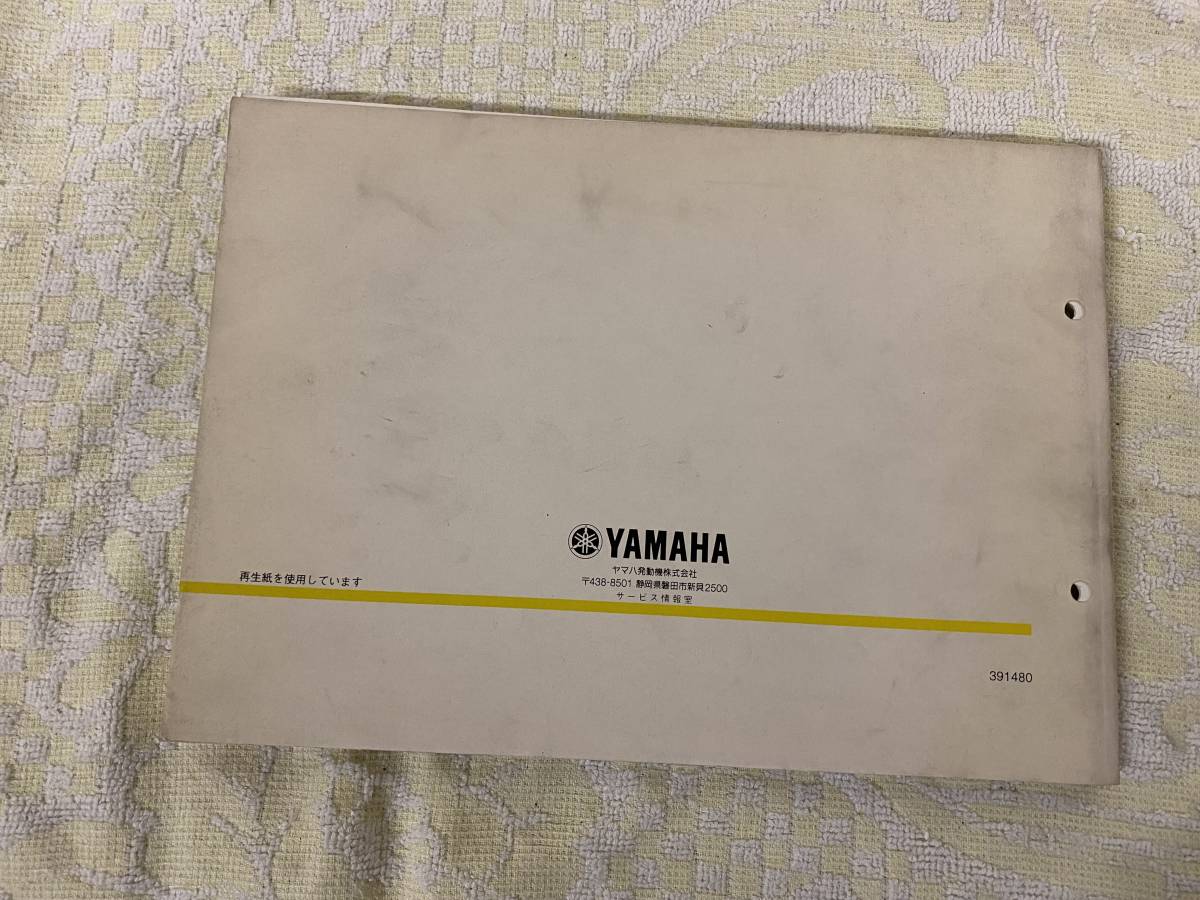 YAMAHA
ヤマハ発動機株式会社
〒438-8501 静岡県磐田市新貝2500
サービス情報室
再生紙を使用しています
391480